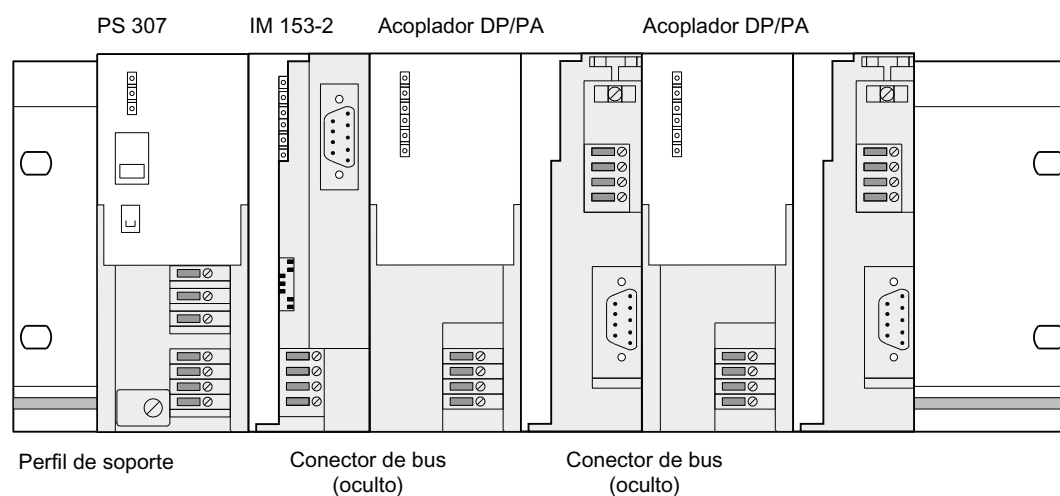 PS 307
IM 153-2
Acoplador DP/PA
Acoplador DP/PA
Perfil de soporte
Conector de bus
(oculto)
Conector de bus
(oculto)